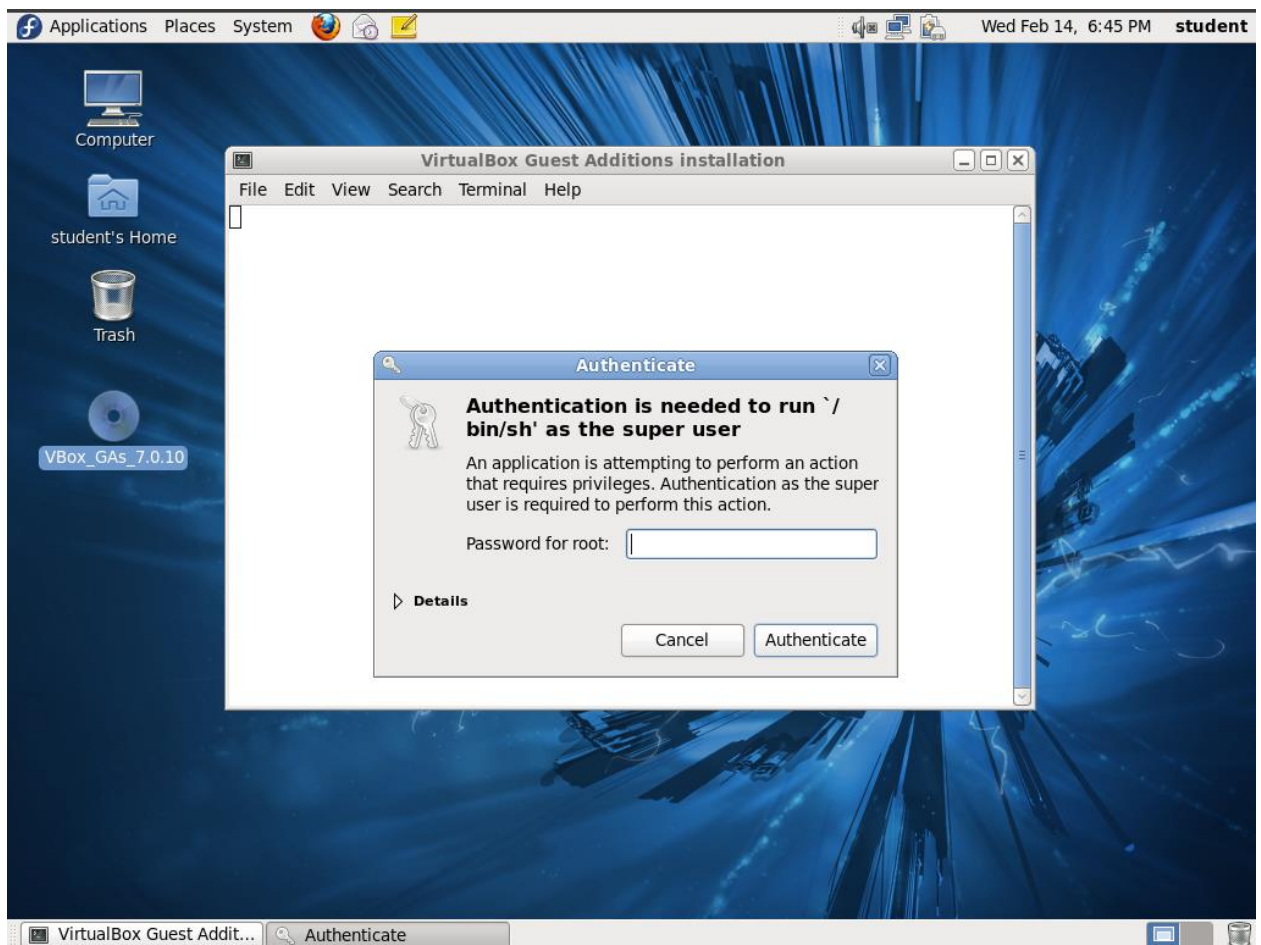 Applications Places System Wed Feb 14, 6:45 PM student
Computer
student's Home
Trash
VBox_GAs_7.0.10
VirtualBox Guest Additions installation
File Edit View Search Terminal Help
Authenticate
Authentication is needed to run `/
bin/sh' as the super user
An application is attempting to perform an action
that requires privileges. Authentication as the super
user is required to perform this action.
Password for root:
Details
Cancel Authenticate
VirtualBox Guest Addit... Authenticate